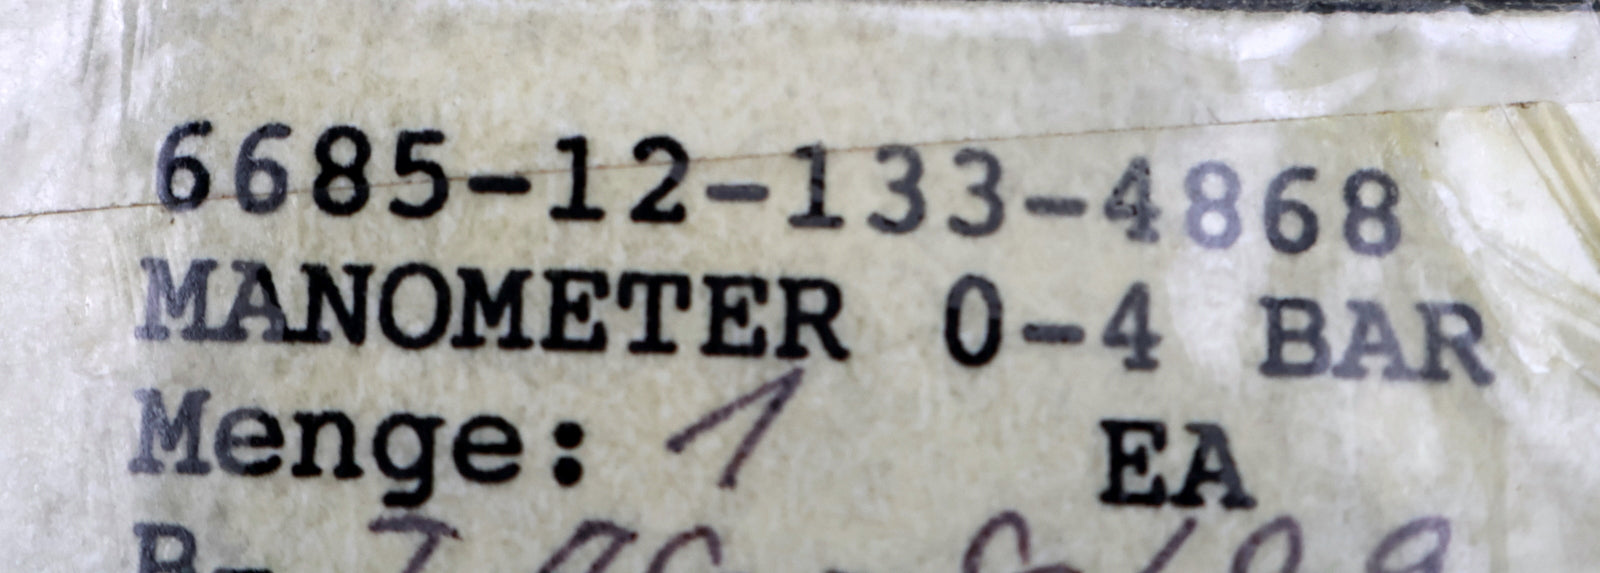 6685-12-133-4868
MANOMETER 0-4 BAR
Menge: 1 EA